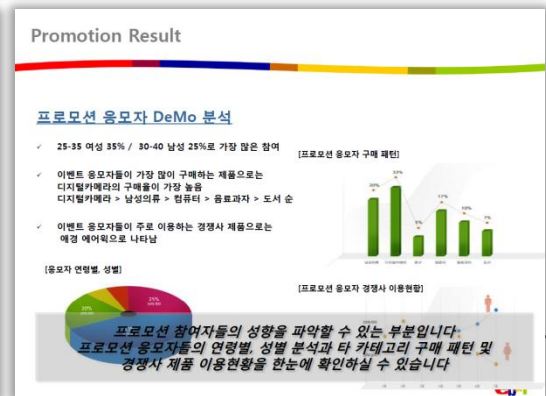 Promotion Result
프로모션 응모자 DeMo 분석
25-35 여성 35% / 30-40 남성 25%로 가장 많은 참여
이벤트 응모자들이 가장 많이 구매하는 제품으로는
디지털카메라의 구매율이 가장 높음
디지털카메라 > 남성의류 > 컴퓨터 > 음료과자 > 도서 순
이벤트 응모자들이 주로 이용하는 경쟁사 제품으로는
애경 에어윅으로 나타남
[프로모션 응모자 구매 패턴]
20%
33%
17%
10%
7%
[응모자 연령별, 성별]
25%
20%
[프로모션 응모자 경쟁사 이용현황]
프로모션 참여자들의 성향을 파악할 수 있는 부분입니다
프로모션 응모자들의 연령별, 성별 분석과 타 카테고리 구매 패턴 및
경쟁사 제품 이용현황을 한눈에 확인하실 수 있습니다